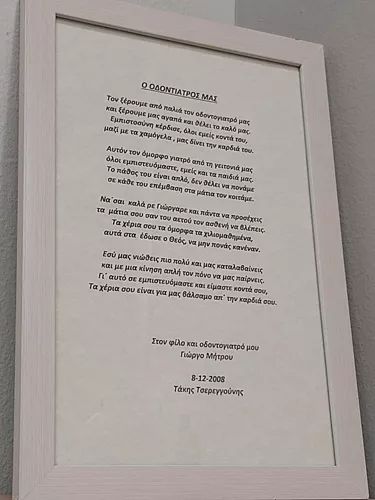 Ο ΟΔΟΝΤΙΑΤΡΟΣ ΜΑΣ
Τον ξέρουμε από παλιά τον οδοντογιατρό μας
και ξέρουμε μας αγαπά και θέλει το καλό μας.
Εμπιστοσύνη κέρδισε, όλοι εμείς κοντά του,
μαζί με τα χαμόγελα , μας δίνει την καρδιά του.
Αυτόν τον όμορφο γιατρό από τη γειτονιά μας
όλοι εμπιστευόμαστε, εμείς και τα παιδιά μας.
Το πάθος του είναι απλό, δεν θέλει να πονάμε
σε κάθε του επέμβαση στα μάτια τον κοιτάμε.
Να΄σαι καλά ρε Γιώργαρε και πάντα να προσέχεις
τα μάτια σου σαν του αετού τον ασθενή να βλέπεις.
Τα χέρια σου τα όμορφα τα χιλιομαθημένα,
αυτά στα έδωσε ο Θεός, να μην πονάς κανέναν.
Εσύ μας νιώθεις πιο πολύ και μας καταλαβαίνεις
και με μια κίνηση απλή τον πόνο να μας παίρνεις.
Γι΄ αυτό σε εμπιστευόμαστε και είμαστε κοντά σου,
Τα χέρια σου είναι για μας βάλσαμο απ΄ την καρδιά σου.
Στον φίλο και οδοντογιατρό μου
Γιώργο Μήτρου
8-12-2008
Τάκης Τσερεγγούνης